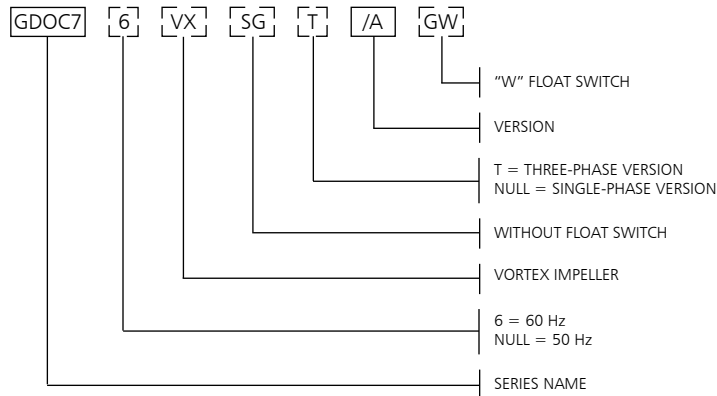 GDOC7 6 VX SG T /A GW
“W” FLOAT SWITCH
VERSION
T = THREE-PHASE VERSION
NULL = SINGLE-PHASE VERSION
WITHOUT FLOAT SWITCH
VORTEX IMPELLER
6 = 60 Hz
NULL = 50 Hz
SERIES NAME